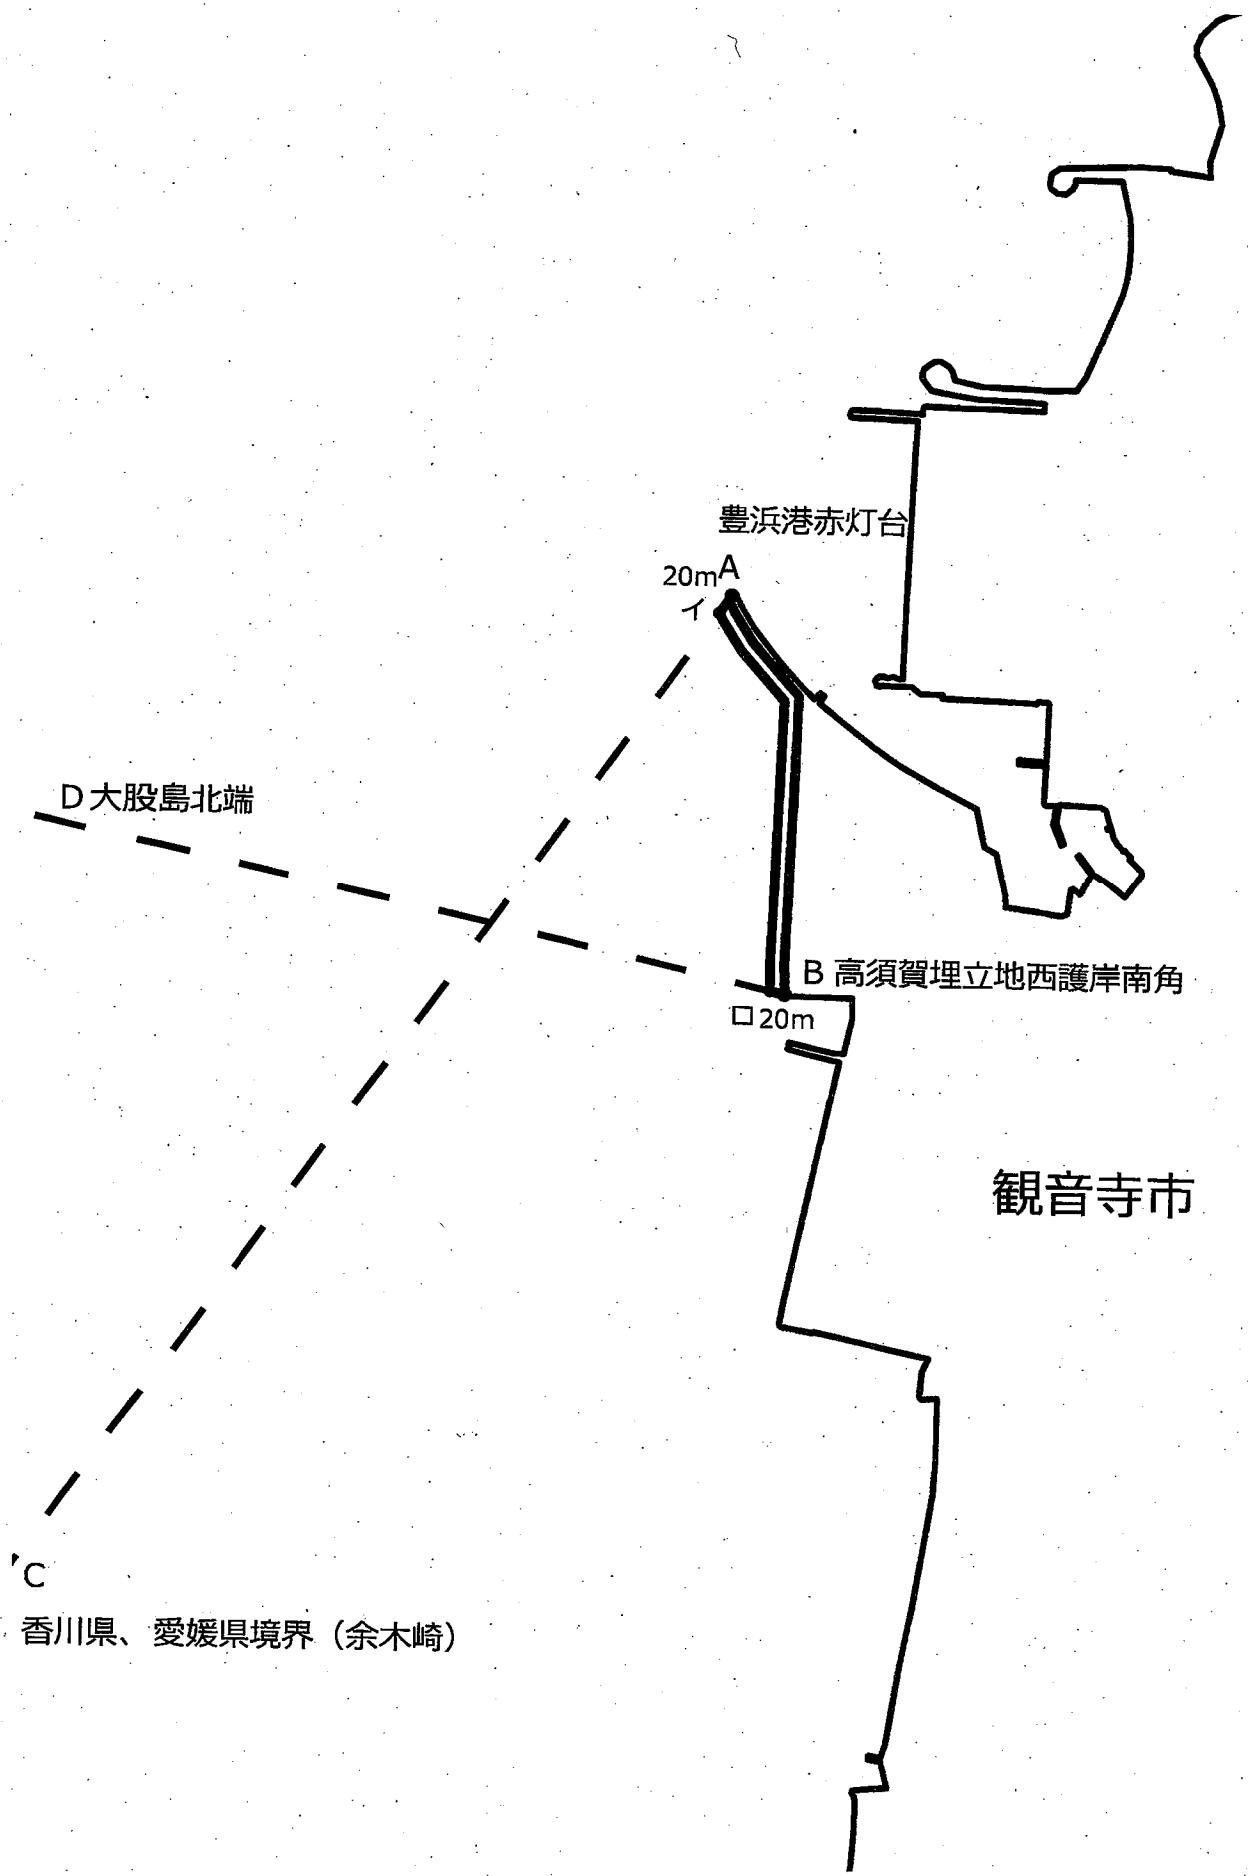 豊浜港赤灯台
20m A
イ
D 大股島北端
B 高須賀埋立地西護岸南角
ロ 20m
観音寺市
C
香川県、愛媛県境界（余木崎）